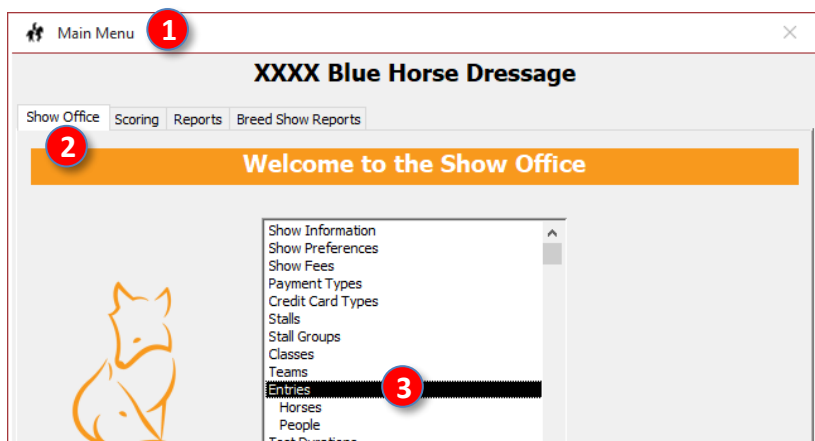 Main Menu 1
XXXX Blue Horse Dressage
Show Office Scoring Reports Breed Show Reports
2
Welcome to the Show Office
Show Information
Show Preferences
Show Fees
Payment Types
Credit Card Types
Stalls
Stall Groups
Classes
Teams
Entries 3
Horses
People
Test Durations